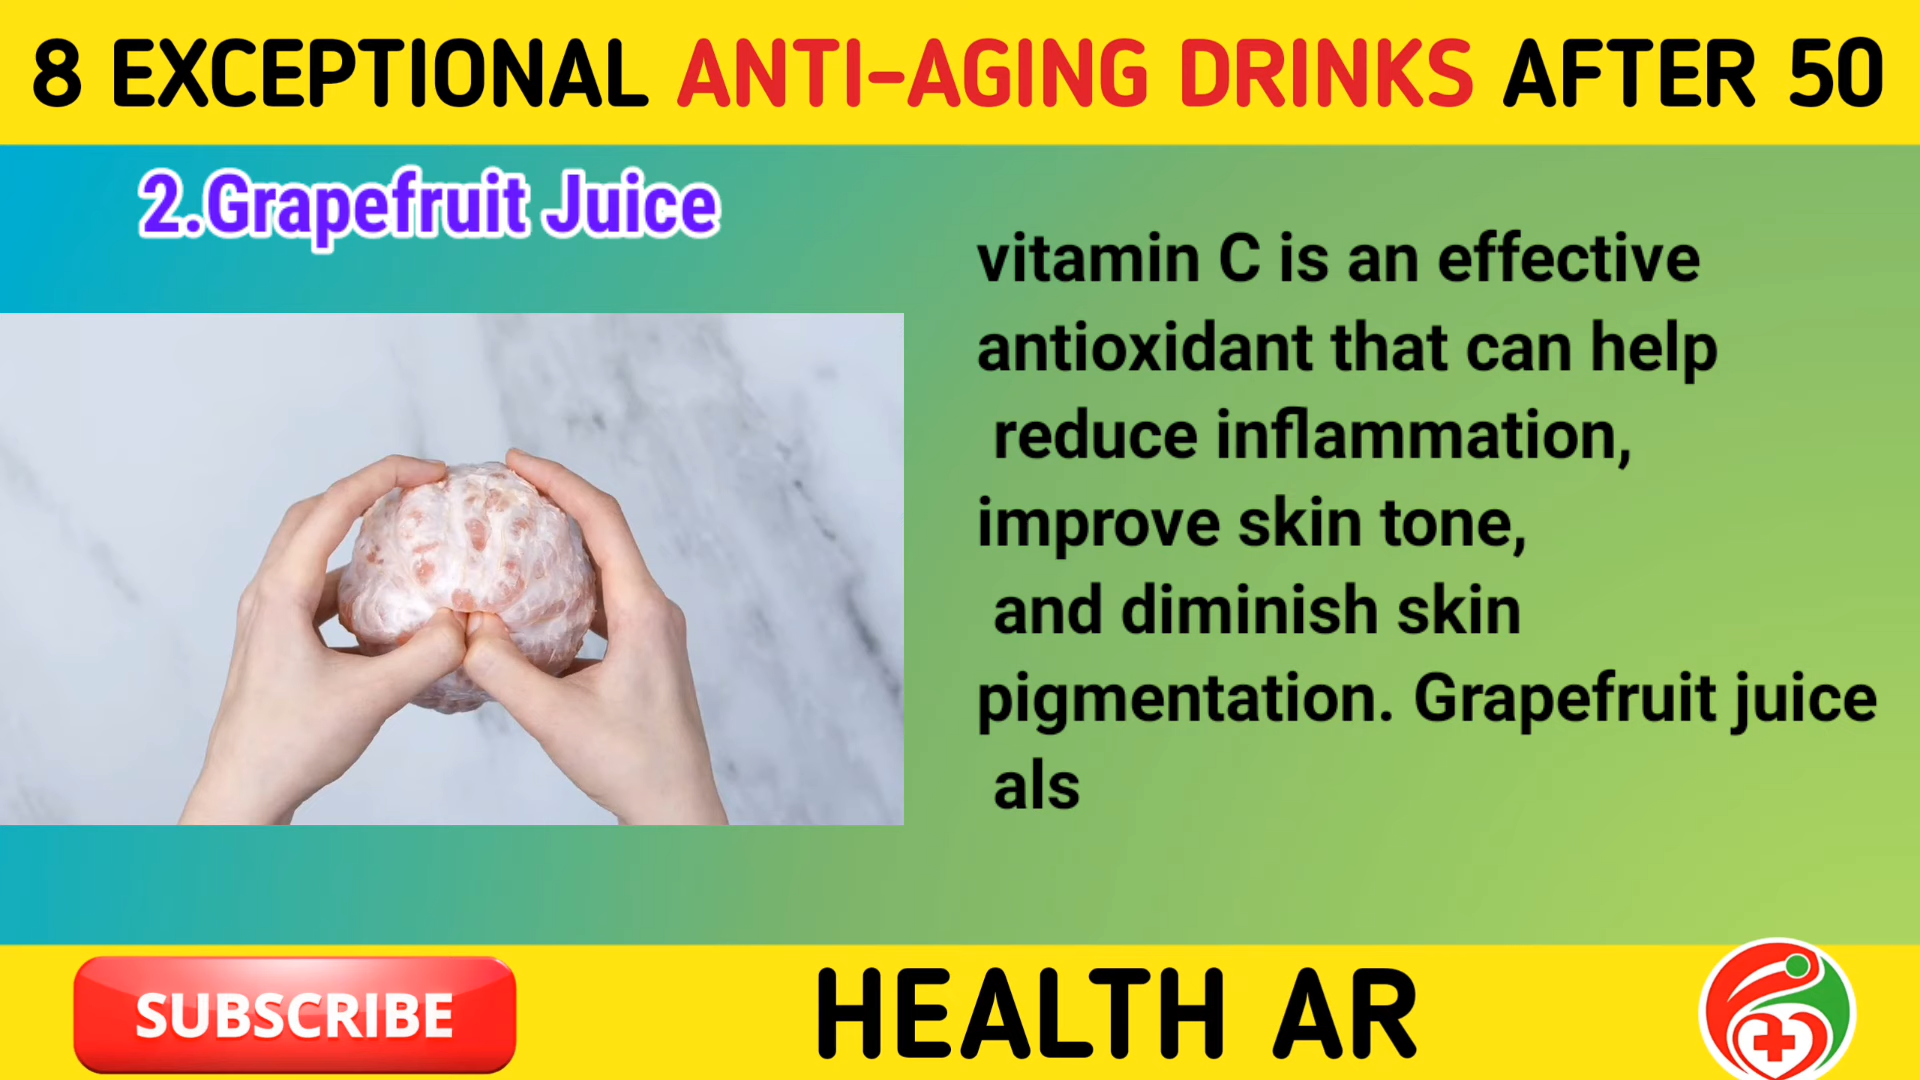 8 EXCEPTIONAL ANTI-AGING DRINKS AFTER 50
2.Grapefruit Juice
vitamin C is an effective
antioxidant that can help
reduce inflammation,
improve skin tone,
and diminish skin
pigmentation. Grapefruit juice
als
SUBSCRIBE
HEALTH AR